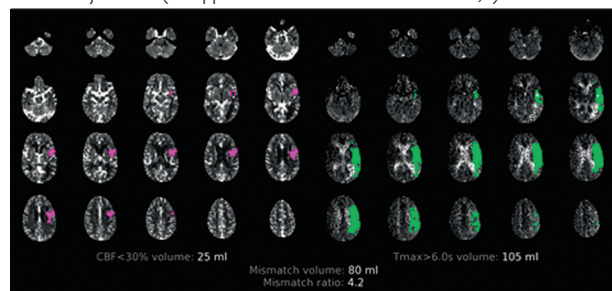 CBF<30% volume: 25 ml
Tmax>6.0s volume: 105 ml
Mismatch volume: 80 ml
Mismatch ratio: 4.2